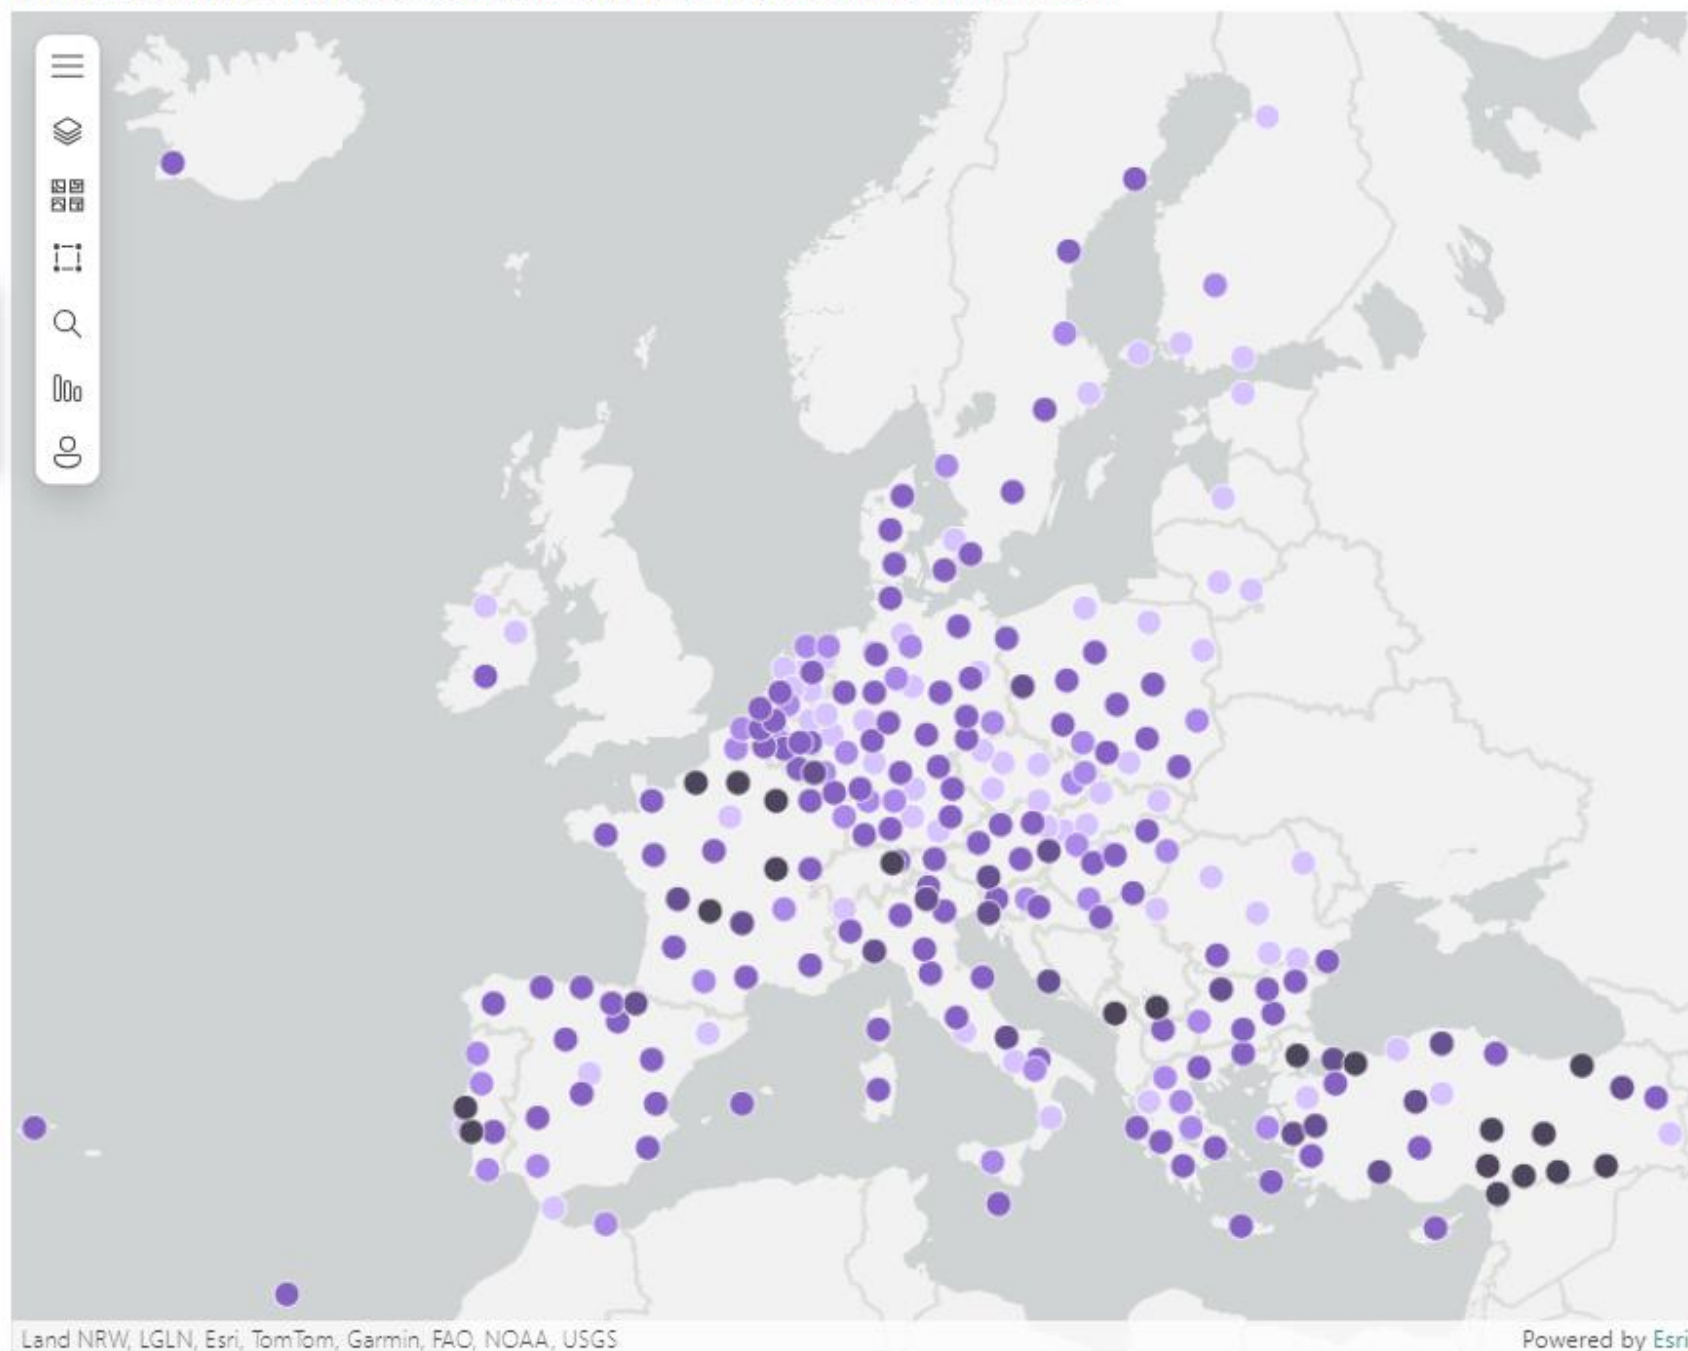 Land NRW, LGLN, Esri, TomTom, Garmin, FAO, NOAA, USGS
Powered by Esri